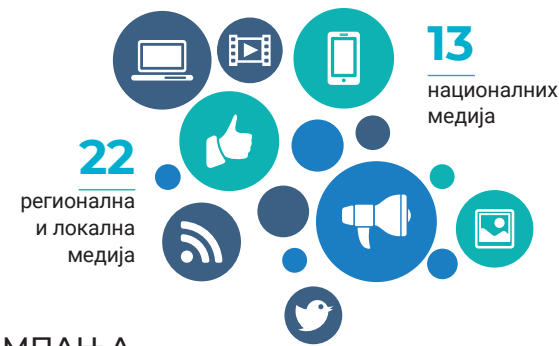 13
националних
медија
22
регионална
и локална
медија